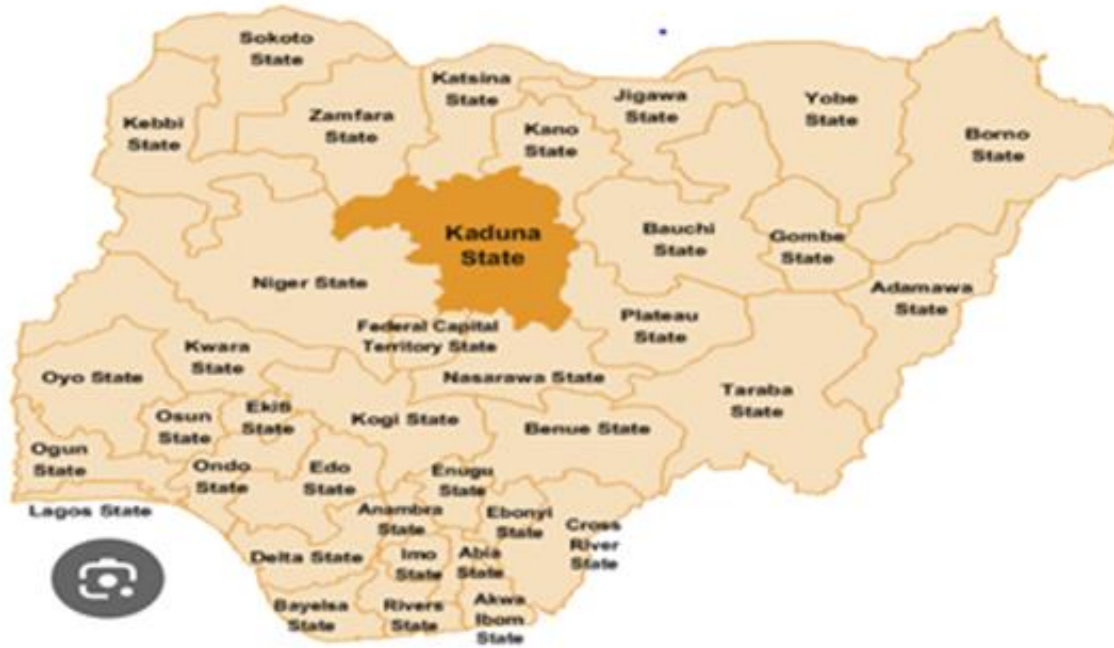 Sokoto
State
Katsina
State
Jigawa
State
Yobe
State
Zamfara
State
Kebbi
State
Kano
State
Borno
State
Kaduna
State
Bauchi
State
Gombe
State
Niger State
Adamawa
State
Plateau
State
Federal Capital
Territory State
Kwara
State
Oyo State
Nasarawa State
Taraba
State
Osun
State
Ekiti
State
Kogi State
Benue State
Ogun
State
Ondo
State
Edo
State
Enugu
State
Lagos State
Anambra
State
Ebonyi
State
Cross
River
State
Delta State
Imo
State
Abia
State
Bayelsa
State
Rivers
State
Akwa
Ibom
State